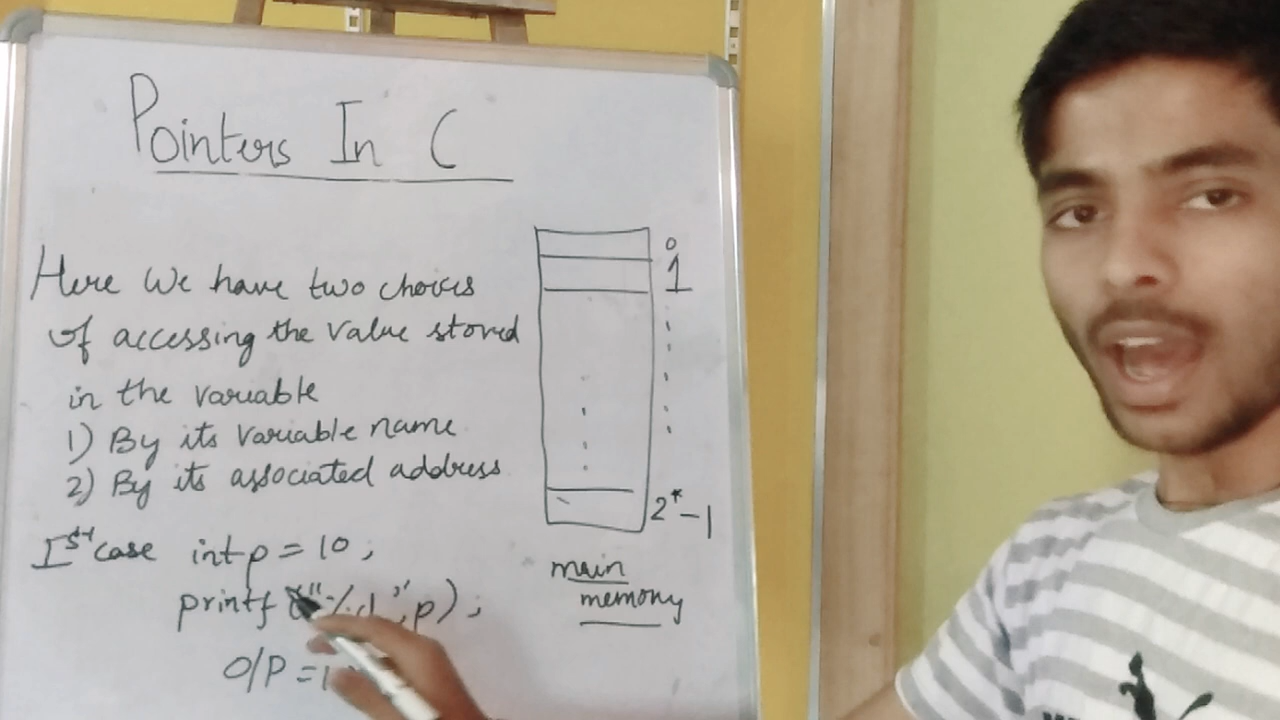 Pointers In C
Here We have two choices
of accessing the value stored
in the variable
1) By its variable name
2) By its associated address
Ist case int p = 10;
printf ("%d", p);
O/P = 1
0
1
2*-1
main
memory